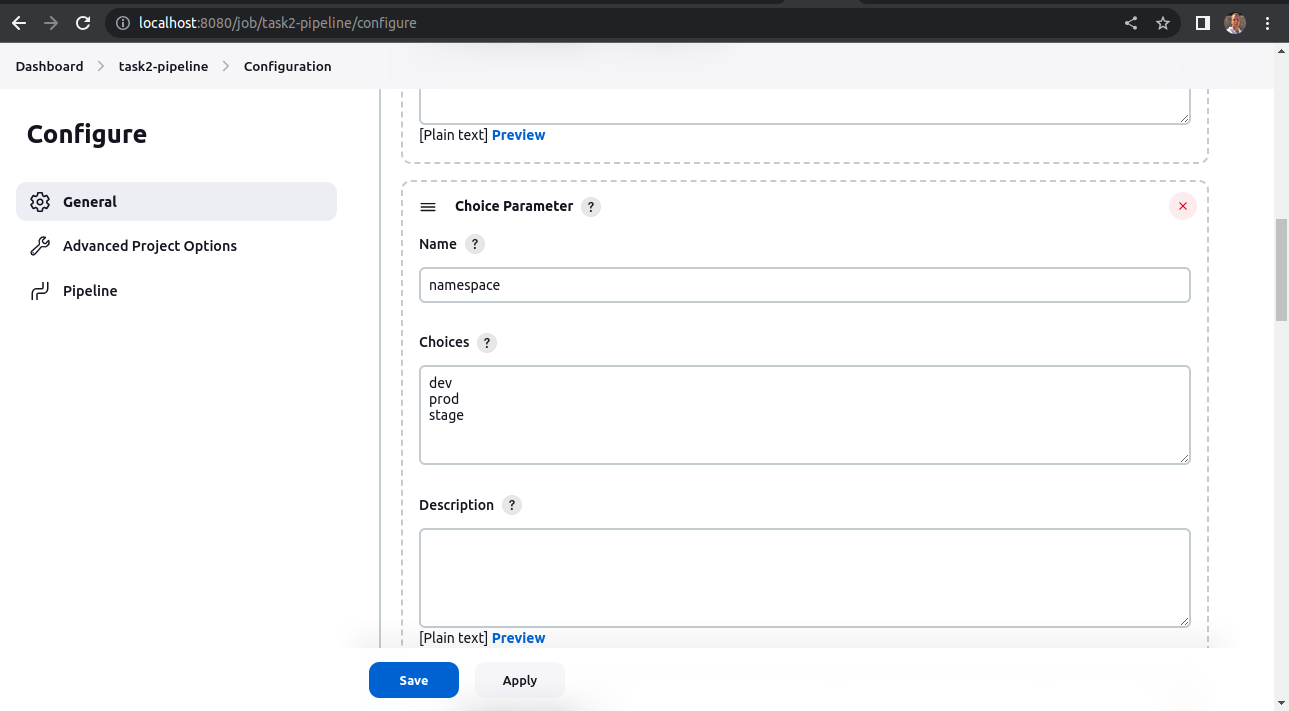 localhost:8080/job/task2-pipeline/configure
Dashboard > task2-pipeline > Configuration
Configure
General
Advanced Project Options
Pipeline
[Plain text] Preview
Choice Parameter ?
Name ?
namespace
Choices ?
dev
prod
stage
Description ?
[Plain text] Preview
Save Apply